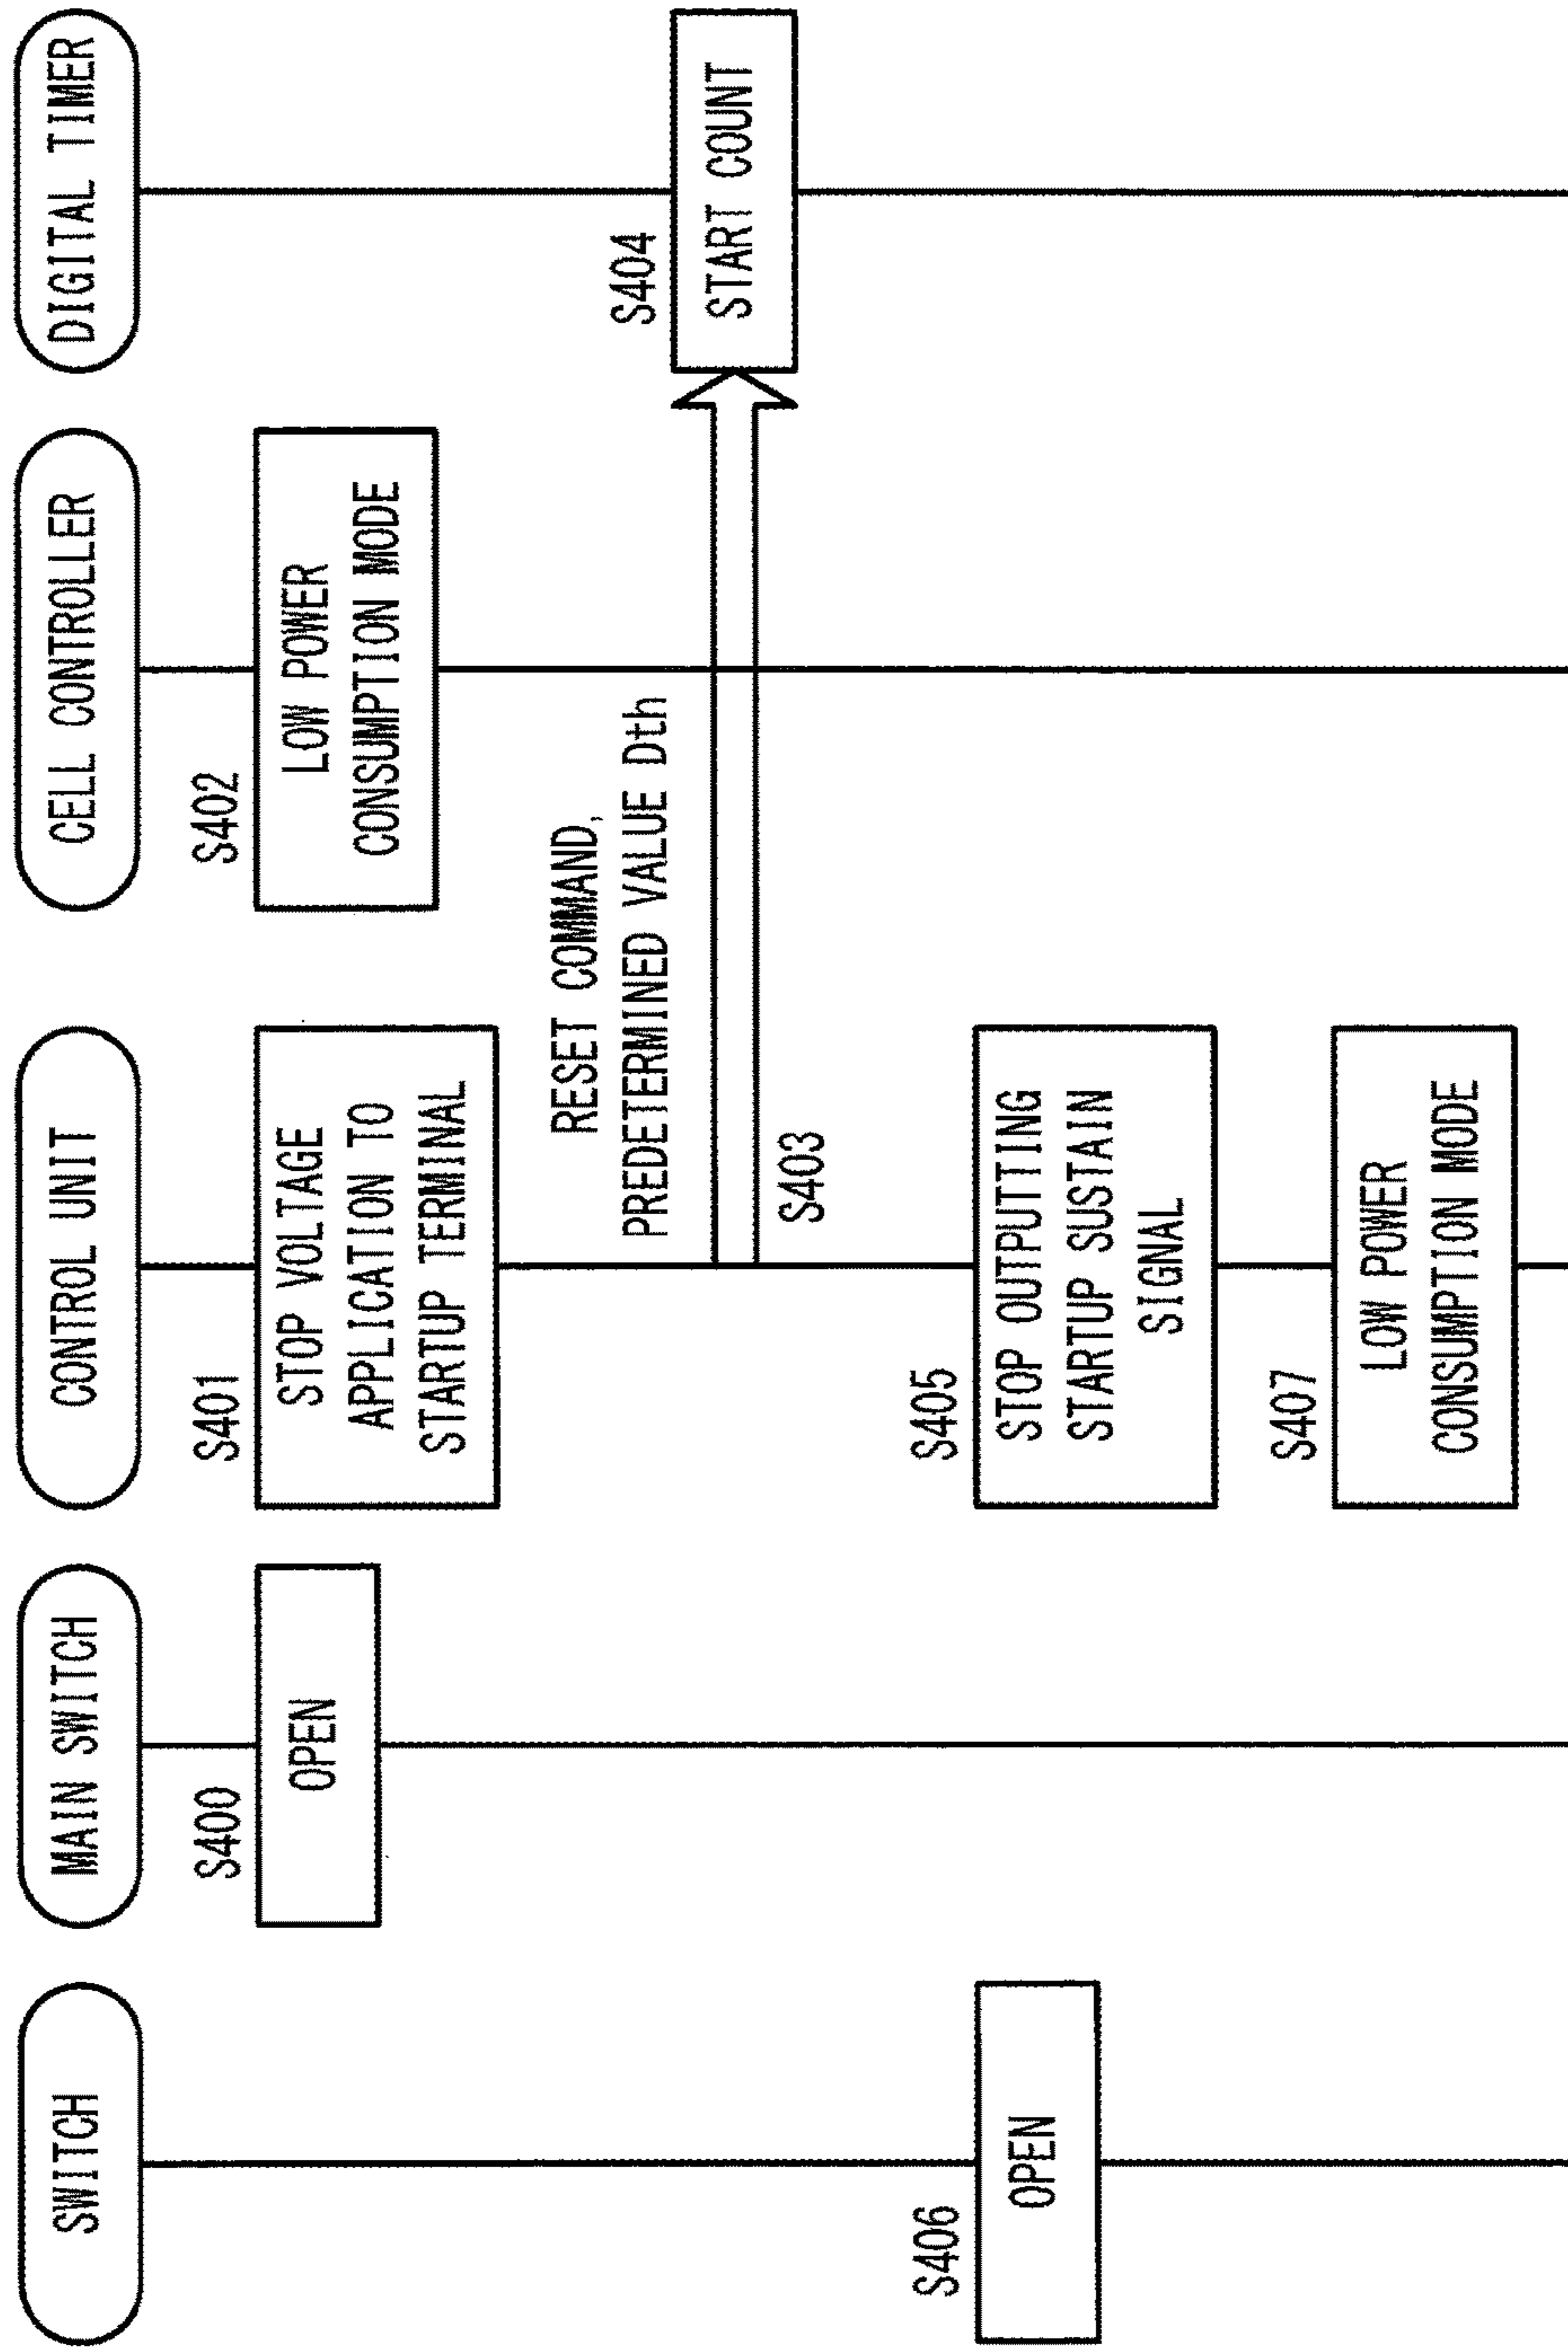 SWITCH
MAIN SWITCH
CONTROL UNIT
CELL CONTROLLER
DIGITAL TIMER
S400
OPEN
S401
STOP VOLTAGE
APPLICATION TO
STARTUP TERMINAL
S402
LOW POWER
CONSUMPTION MODE
RESET COMMAND,
PREDETERMINED VALUE Dth
S403
S404
START COUNT
S405
STOP OUTPUTING
STARTUP SUSTAIN
SIGNAL
S406
OPEN
S407
LOW POWER
CONSUMPTION MODE